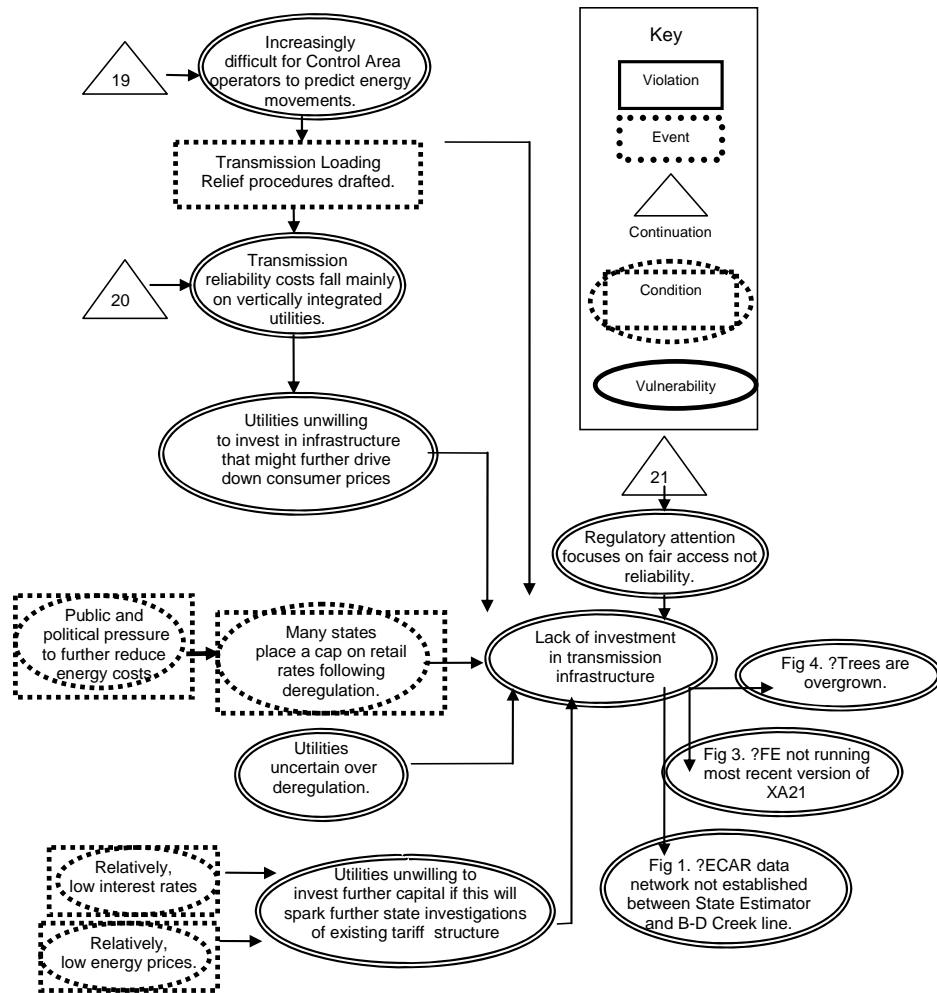 Increasingly
difficult for Control Area
operators to predict energy
movements.
19
Transmission Loading
Relief procedures drafted.
Transmission
reliability costs fall mainly
on vertically integrated
utilities.
20
Utilities unwilling
to invest in infrastructure
that might further drive
down consumer prices
Key
Violation
Event
Continuation
Condition
Vulnerability
21
Regulatory attention
focuses on fair access not
reliability.
Public and
political pressure
to further reduce
energy costs
Many states
place a cap on retail
rates following
deregulation.
Lack of investment
in transmission
infrastructure
Utilities
uncertain over
deregulation.
Relatively,
low interest rates
Relatively,
low energy prices.
Utilities unwilling to
invest further capital if this will
spark further state investigations
of existing tariff structure
Fig 4. ?Trees are
overgrown.
Fig 3. ?FE not running
most recent version of
XA21
Fig 1. ?ECAR data
network not established
between State Estimator
and B-D Creek line.